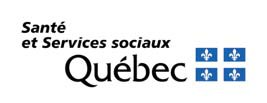 Santé
et Services sociaux
Québec